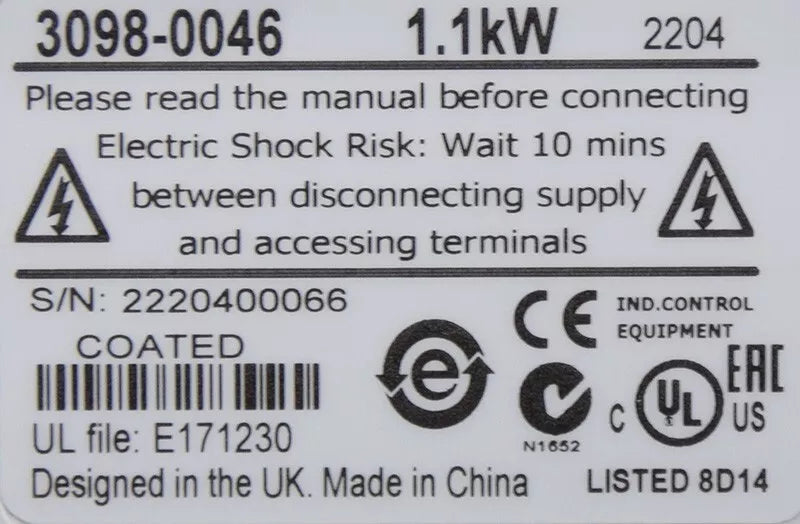 3098-0046 1.1kW 2204
Please read the manual before connecting
Electric Shock Risk: Wait 10 mins
between disconnecting supply
and accessing terminals
S/N: 2220400066
COATED
UL file: E171230
Designed in the UK. Made in China
e
CE IND.CONTROL
EQUIPMENT
N1652
C UL US
EAC
LISTED 8D14